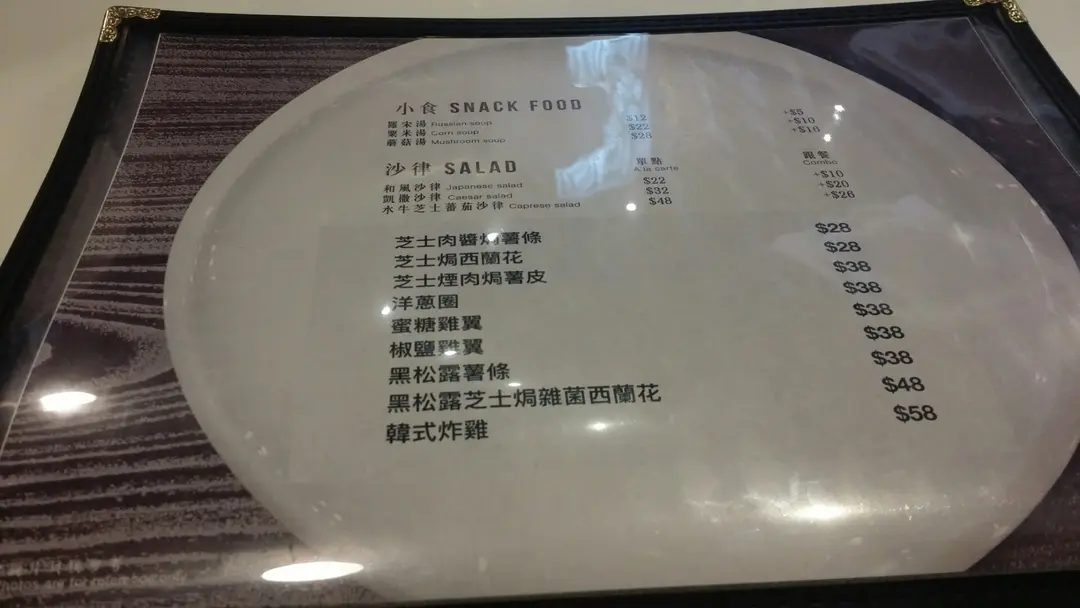 小食 SNACK FOOD
羅宋湯 Russian soup $12 +$5
粟米湯 Corn soup $22 +$10
蘑菇湯 Mushroom soup $28 +$16
沙律 SALAD 單點 跟餐
A la carte Combo
和風沙律 Japanese salad $22 +$10
凱撒沙律 Caesar salad $32 +$20
水牛芝士蕃茄沙律 Caprese salad $48 +$26
芝士肉醬焗薯條 $28
芝士焗西蘭花 $28
芝士煙肉焗薯皮 $38
洋蔥圈 $38
蜜糖雞翼 $38
椒鹽雞翼 $38
黑松露薯條 $38
黑松露芝士焗雜菌西蘭花 $48
韓式炸雞 $58
Photos are for reference only